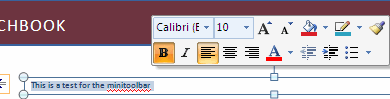 CHBOOK
Calibri (E 10 A A
B I A
This is a test for the minitoolbar